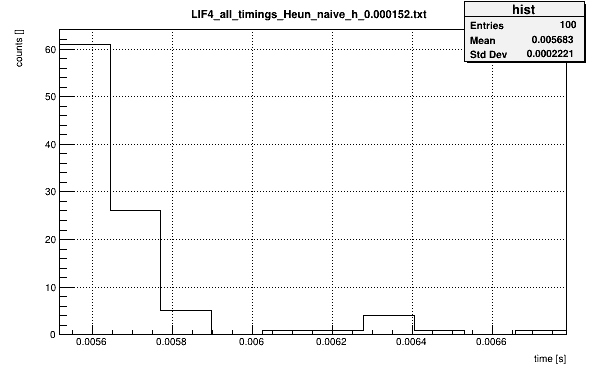 LIF4_all_timings_Heun_naive_h_0.000152.txt
hist
Entries 100
Mean 0.005683
Std Dev 0.0002221
counts []
60
50
40
30
20
10
0
0.0056 0.0058 0.006 0.0062 0.0064 0.0066
time [s]